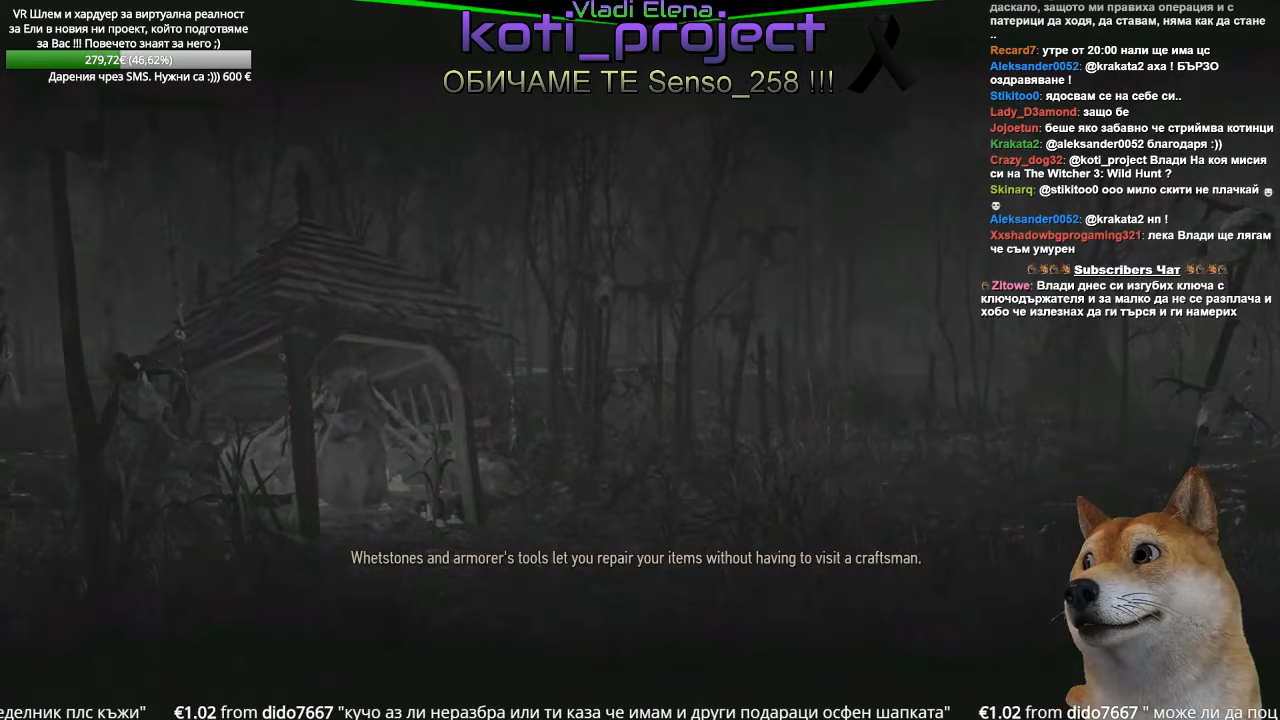 VR Шлем и хардуер за виртуална реалност
за Ели в новия ни проект, който подготвяме
за Вас !!! Повечето знаят за него ;)
279,72€ (46,62%)
Дарения чрез SMS. Нужни са :))) 600 €
Vladi Elena
koti_project
ОБИЧАМЕ ТЕ Senso_258 !!!
даскало, защото ми правиха операция и с
патерици да ходя, да ставам, няма как да стане
..
Recard7: утре от 20:00 нали ще има цс
Aleksander0052: @krakata2 аха ! БЪРЗО
оздравяване !
Stikitoo0: ядосвам се на себе си..
Lady_D3amond: защо бе
Jojoetun: беше яко забавно че стриймва котинци
Krakata2: @aleksander0052 благодаря :))
Crazy_dog32: @koti_project Влади На коя мисия
си на The Witcher 3: Wild Hunt ?
Skinarq: @stikitoo0 ооо мило скити не плачкай
Aleksander0052: @krakata2 нп !
Xxshadowbgprogaming321: лека Влади ще лягам
че съм умурен
Subscribers Чат
Zitowe: Влади днес си изгубих ключа с
ключодържателя и за малко да не се разплача и
хобо че излезнах да ги търся и ги намерих
Whetstones and armorer's tools let you repair your items without having to visit a craftsman.
еделник плс къжи" €1.02 from dido7667 "кучо аз ли неразбра или ти каза че имам и други подараци осфен шапката" €1.02 from dido7667 " може ли да пош